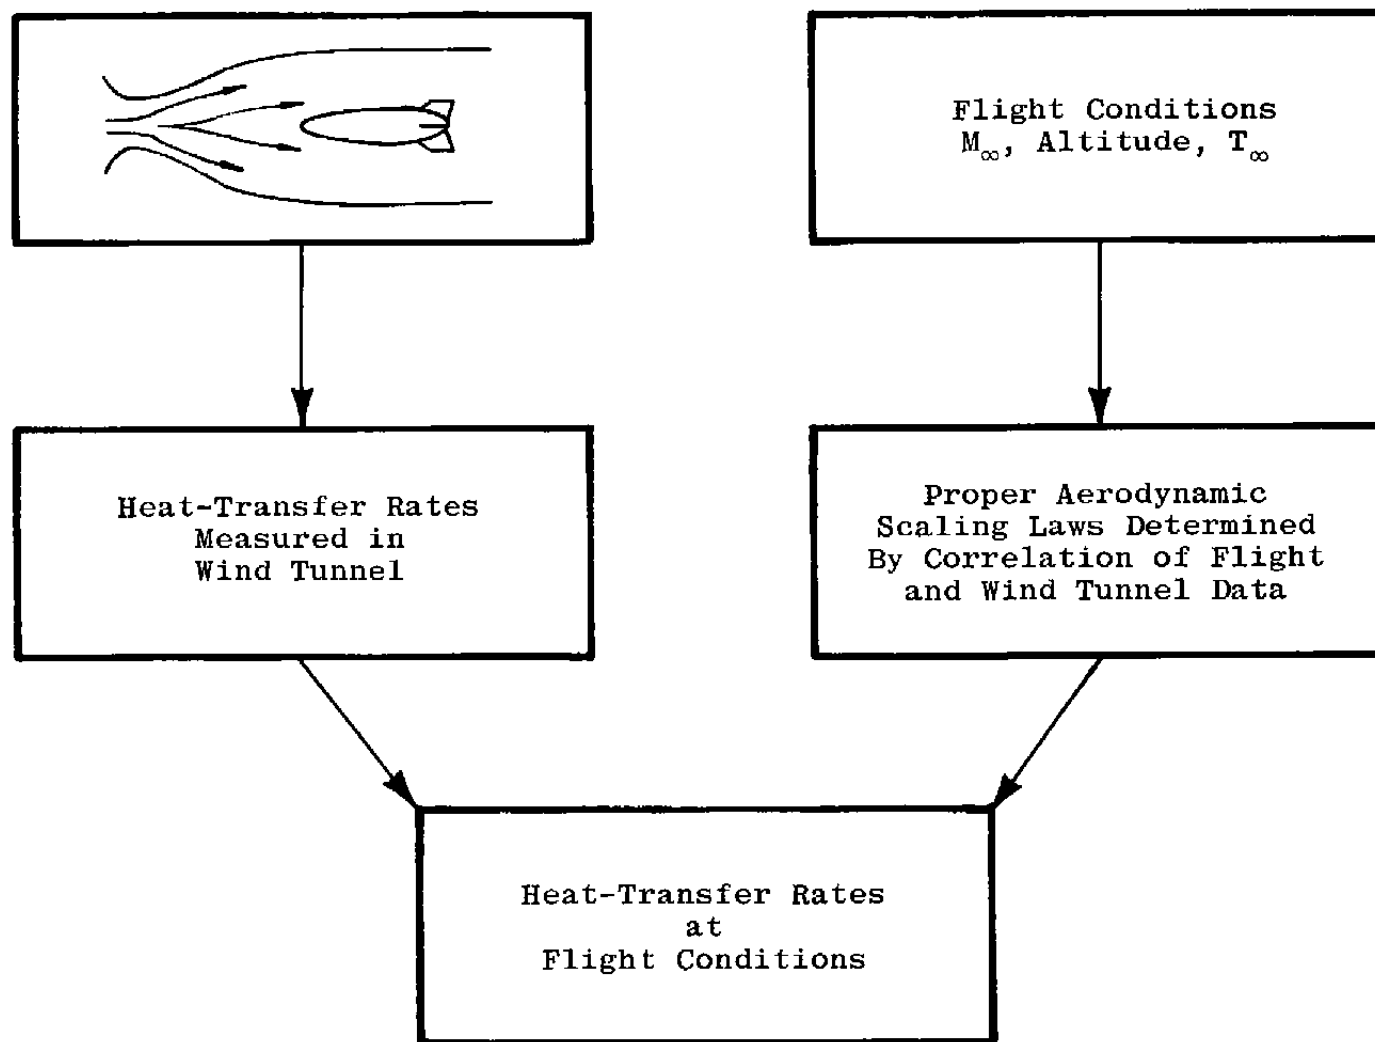 Flight Conditions
M∞, Altitude, T∞
Heat-Transfer Rates
Measured in
Wind Tunnel
Proper Aerodynamic
Scaling Laws Determined
By Correlation of Flight
and Wind Tunnel Data
Heat-Transfer Rates
at
Flight Conditions